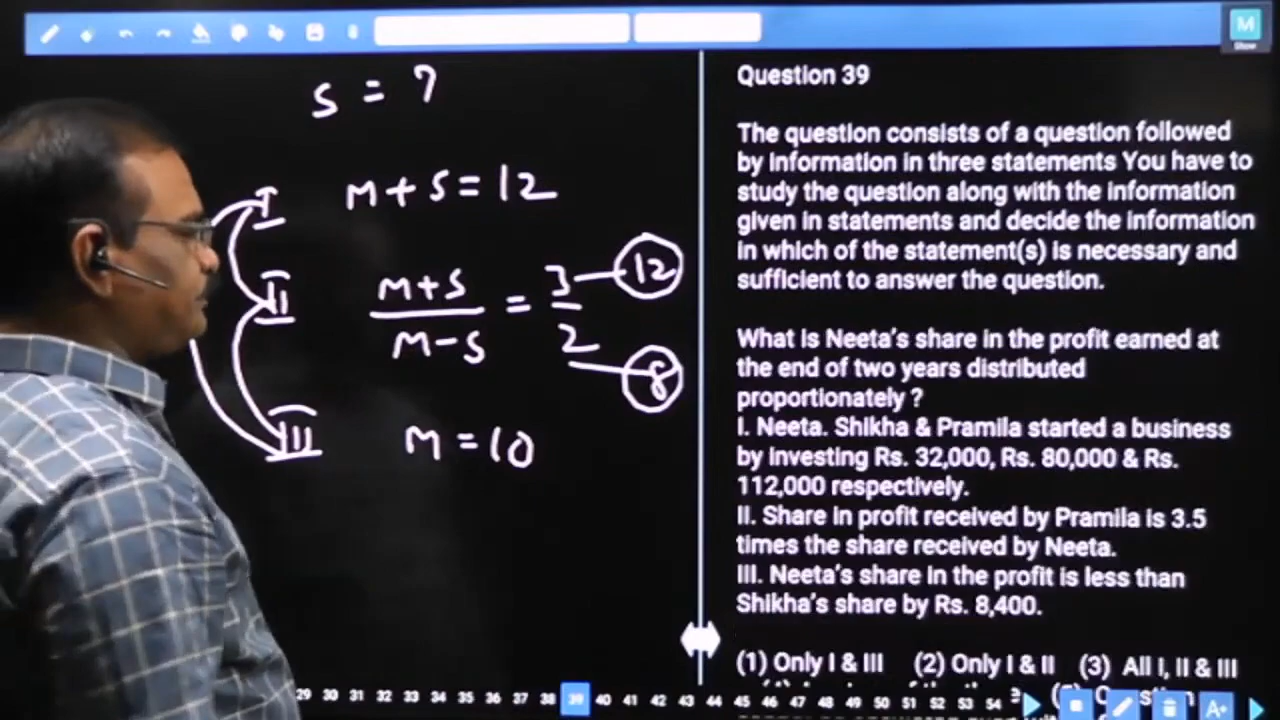 M
Show
s = ?
I m + s = 12
II m+s / m-s = 3 / 2
12
8
III m = 10
Question 39
The question consists of a question followed
by information in three statements You have to
study the question along with the information
given in statements and decide the information
in which of the statement(s) is necessary and
sufficient to answer the question.
What is Neeta's share in the profit earned at
the end of two years distributed
proportionately ?
I. Neeta. Shikha & Pramila started a business
by investing Rs. 32,000, Rs. 80,000 & Rs.
112,000 respectively.
II. Share in profit received by Pramila is 3.5
times the share received by Neeta.
III. Neeta's share in the profit is less than
Shikha's share by Rs. 8,400.
(1) Only I & III (2) Only I & II (3) All I, II & III
29 30 31 32 33 34 35 36 37 38 39 40 41 42 43 44 45 46 47 48 49 50 51 52 53 54
A+